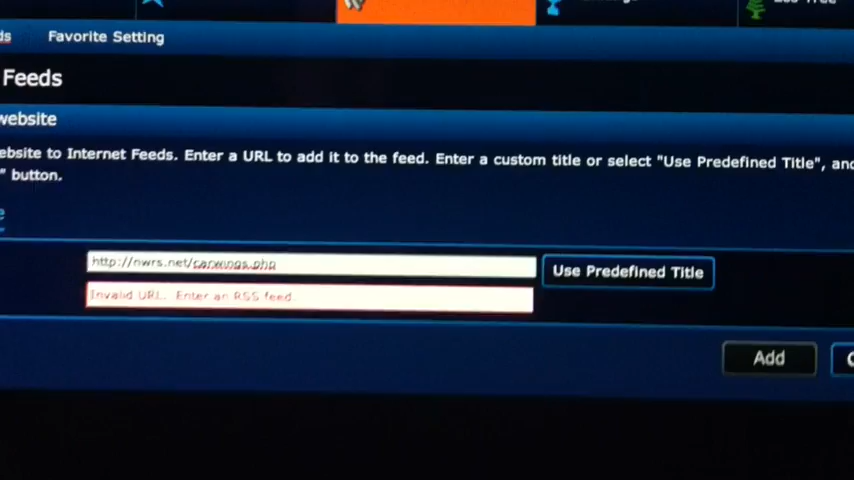 Favorite Setting
Feeds
website
ebsite to Internet Feeds. Enter a URL to add it to the feed. Enter a custom title or select "Use Predefined Title", and
" button.
http://nwrs.net/carwings.php
Use Predefined Title
Invalid URL. Enter an RSS feed.
Add